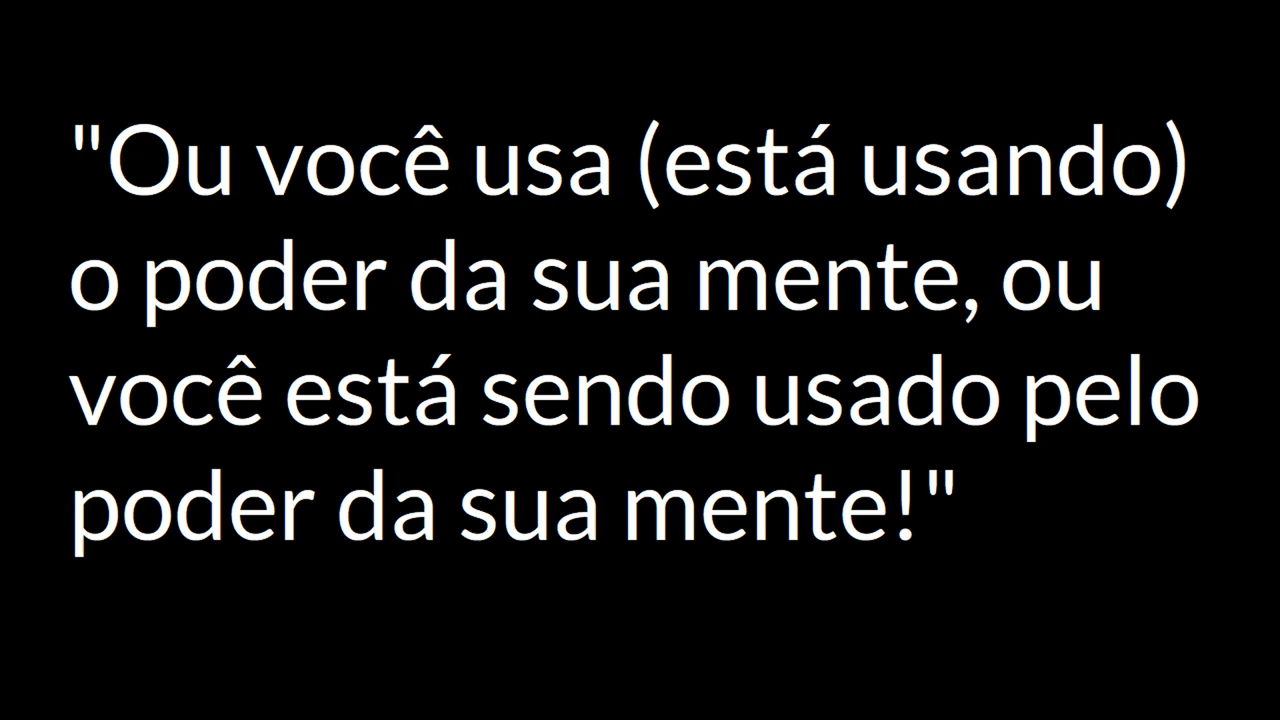 "Ou você usa (está usando)
o poder da sua mente, ou
você está sendo usado pelo
poder da sua mente!"